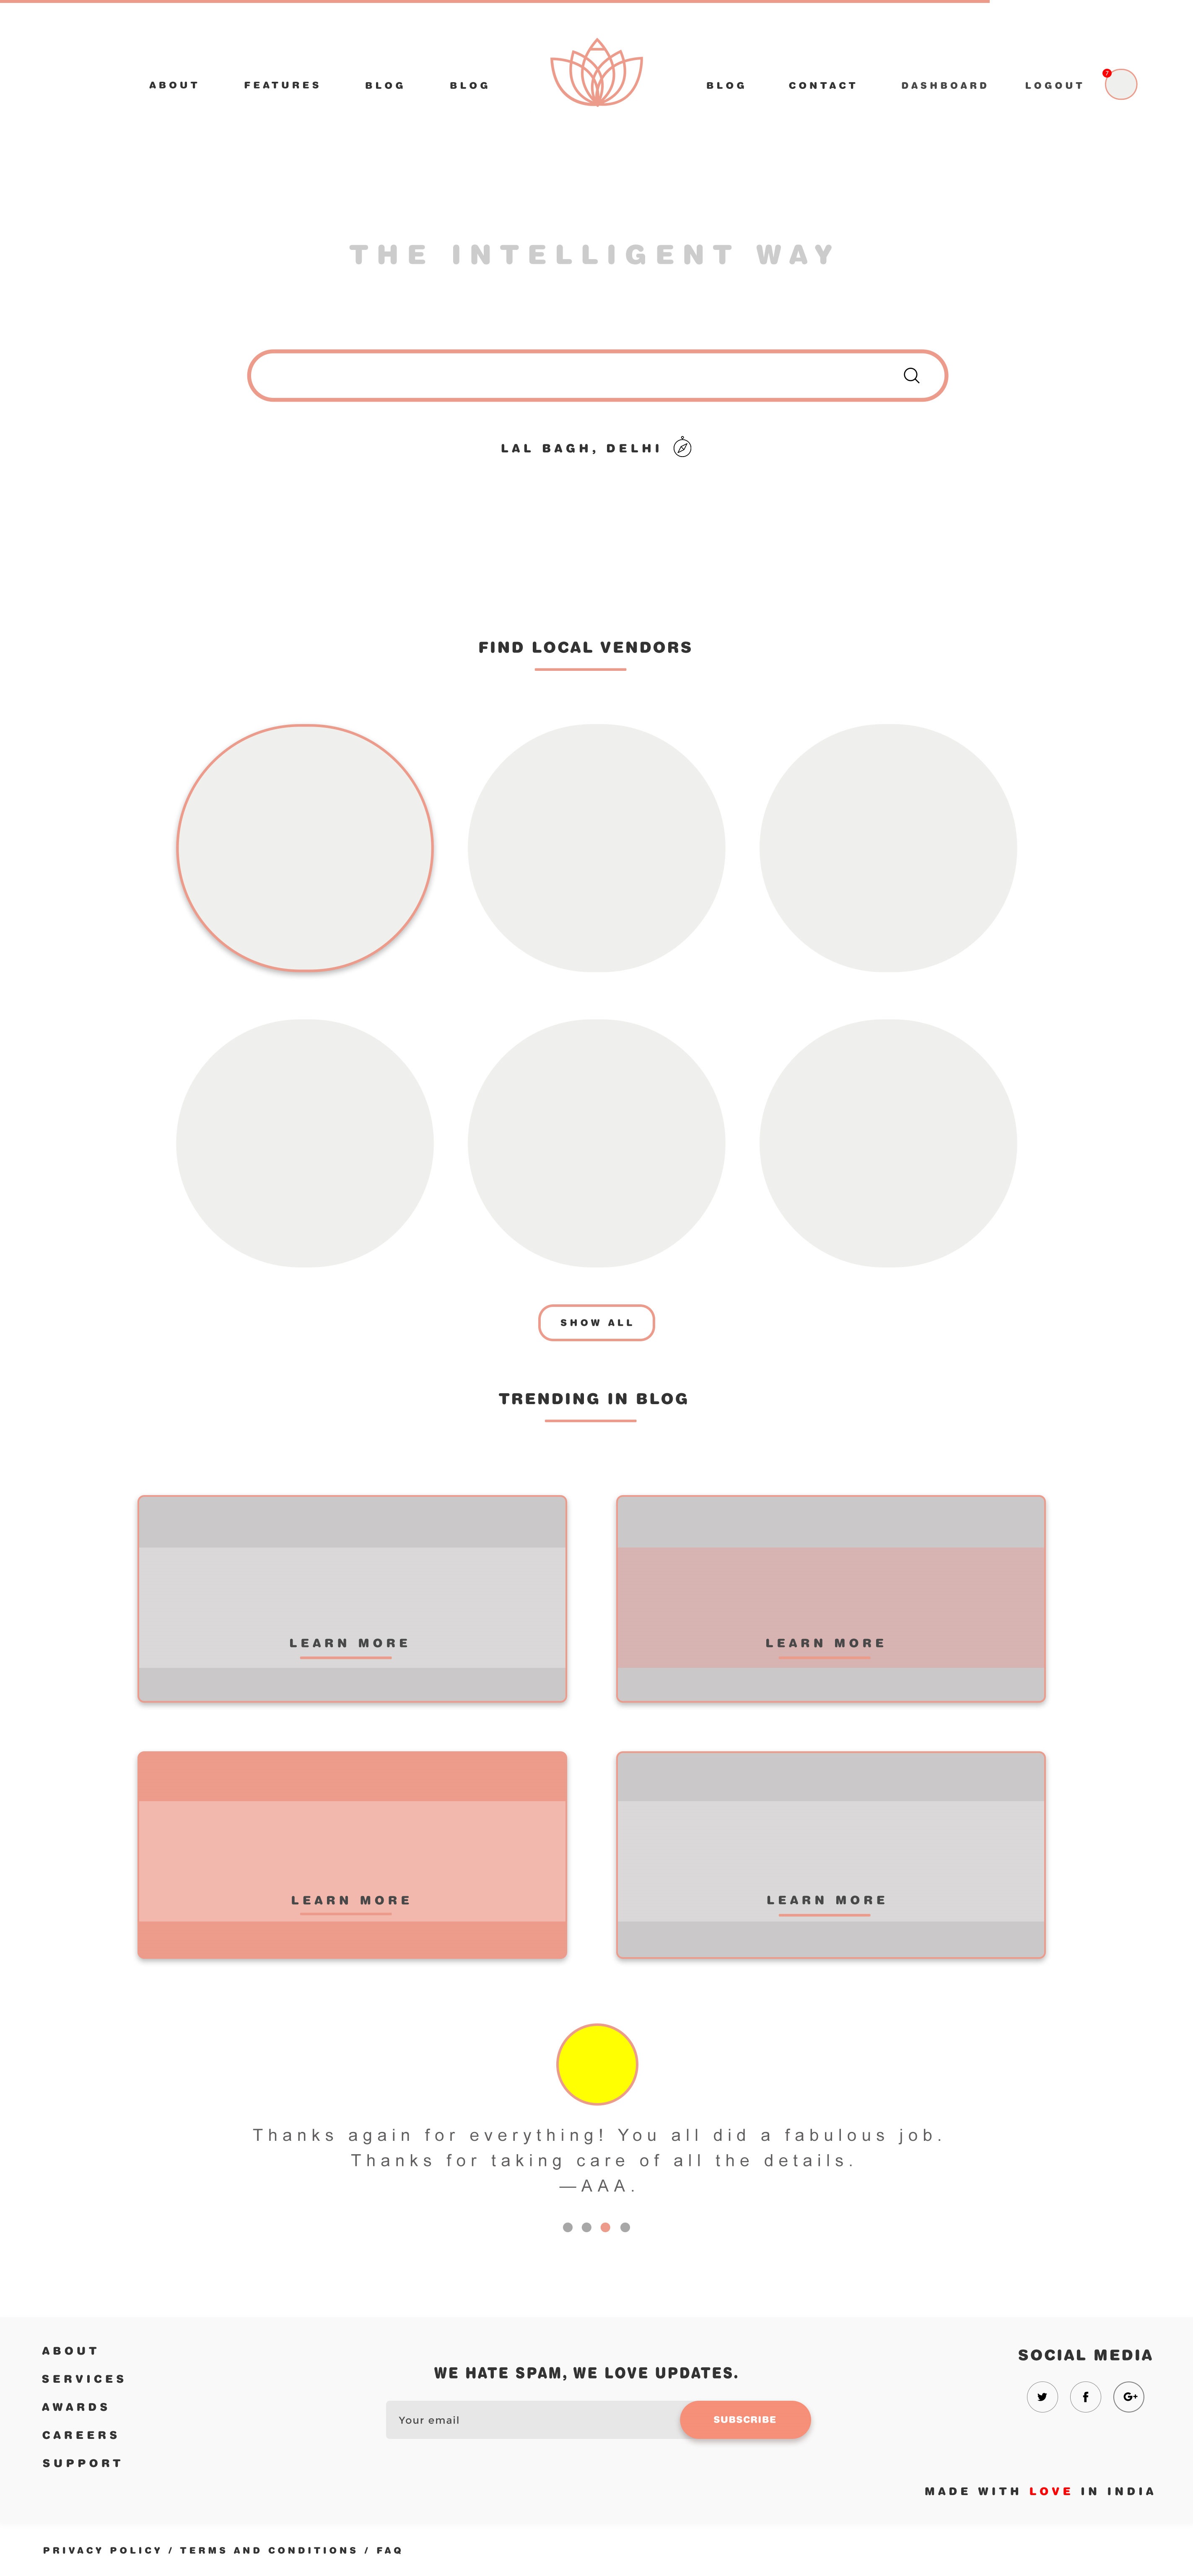 ABOUT FEATURES BLOG BLOG BLOG CONTACT DASHBOARD LOGOUT 7
THE INTELLIGENT WAY
LAL BAGH, DELHI
FIND LOCAL VENDORS
SHOW ALL
TRENDING IN BLOG
LEARN MORE
LEARN MORE
LEARN MORE
LEARN MORE
Thanks again for everything! You all did a fabulous job.
Thanks for taking care of all the details.
—AAA.
ABOUT
SERVICES
AWARDS
CAREERS
SUPPORT
WE HATE SPAM, WE LOVE UPDATES.
Your email
SUBSCRIBE
SOCIAL MEDIA
G+
MADE WITH LOVE IN INDIA
PRIVACY POLICY / TERMS AND CONDITIONS / FAQ